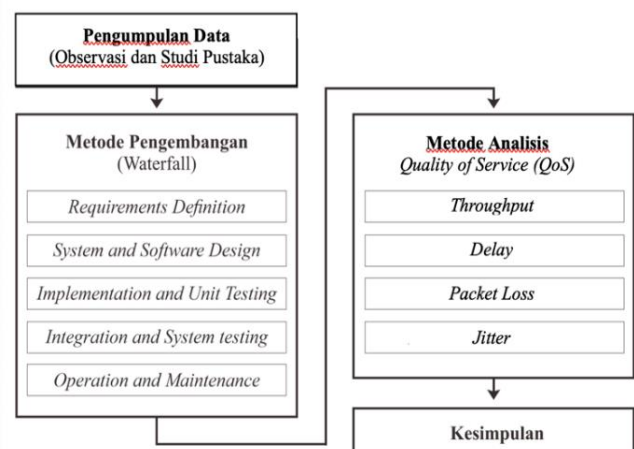 Pengumpulan Data
(Observasi dan Studi Pustaka)
Metode Pengembangan
(Waterfall)
Requirements Definition
System and Software Design
Implementation and Unit Testing
Integration and System testing
Operation and Maintenance
Metode Analisis
Quality of Service (QoS)
Throughput
Delay
Packet Loss
Jitter
Kesimpulan